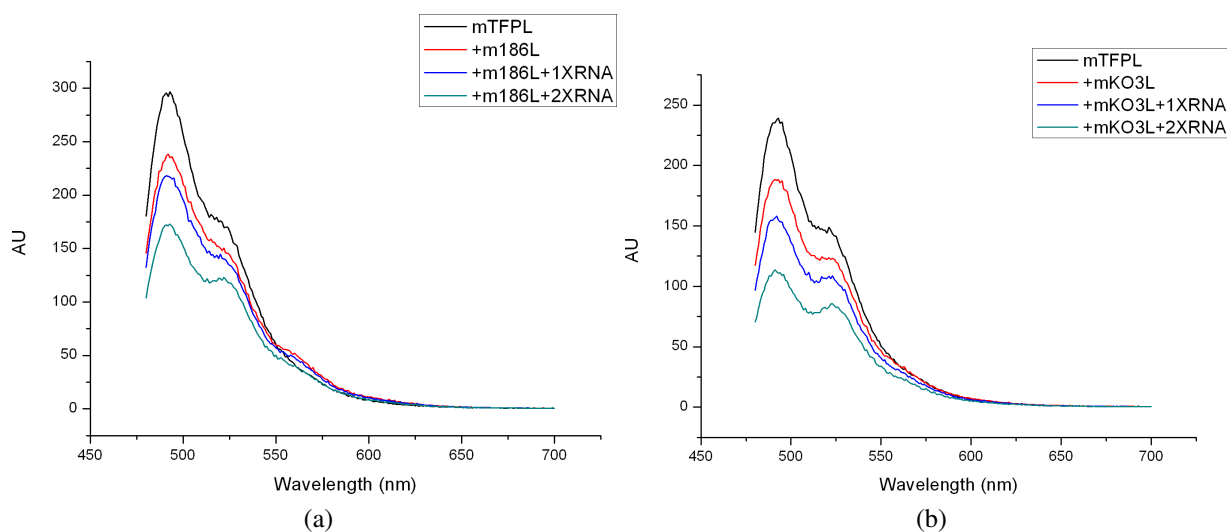 mTFPL
+m186L
+m186L+1XRNA
+m186L+2XRNA
300
250
200
150
100
50
0
AU
450
500
550
600
650
700
Wavelength (nm)
(a)
mTFPL
+mKO3L
+mKO3L+1XRNA
+mKO3L+2XRNA
250
200
150
100
50
0
AU
450
500
550
600
650
700
Wavelength (nm)
(b)